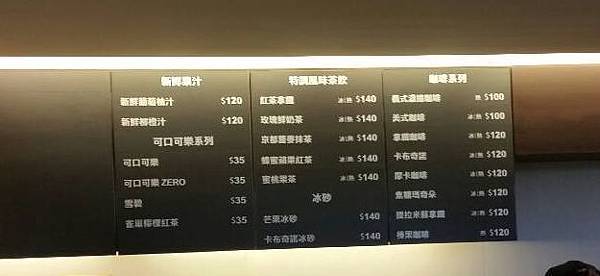 新鮮果汁
新鮮葡萄柚汁 $120
新鮮柳橙汁 $120
可口可樂系列
可口可樂 $35
可口可樂 ZERO $35
雪碧 $35
雀巢檸檬紅茶 $35
特調風味茶飲
紅茶拿鐵 冰|熱 $140
玫瑰鮮奶茶 冰|熱 $140
京都醬麥抹茶 冰|熱 $140
蜂蜜蘋果紅茶 冰|熱 $140
蜜桃果茶 冰|熱 $140
冰沙
芒果冰沙 $140
卡布奇諾冰沙 $140
咖啡系列
義式濃縮咖啡 熱 $100
美式咖啡 冰|熱 $100
拿鐵咖啡 冰|熱 $120
卡布奇諾 冰|熱 $120
摩卡咖啡 冰|熱 $120
焦糖瑪奇朵 冰|熱 $120
提拉米蘇拿鐵 冰|熱 $120
榛果咖啡 熱 $120